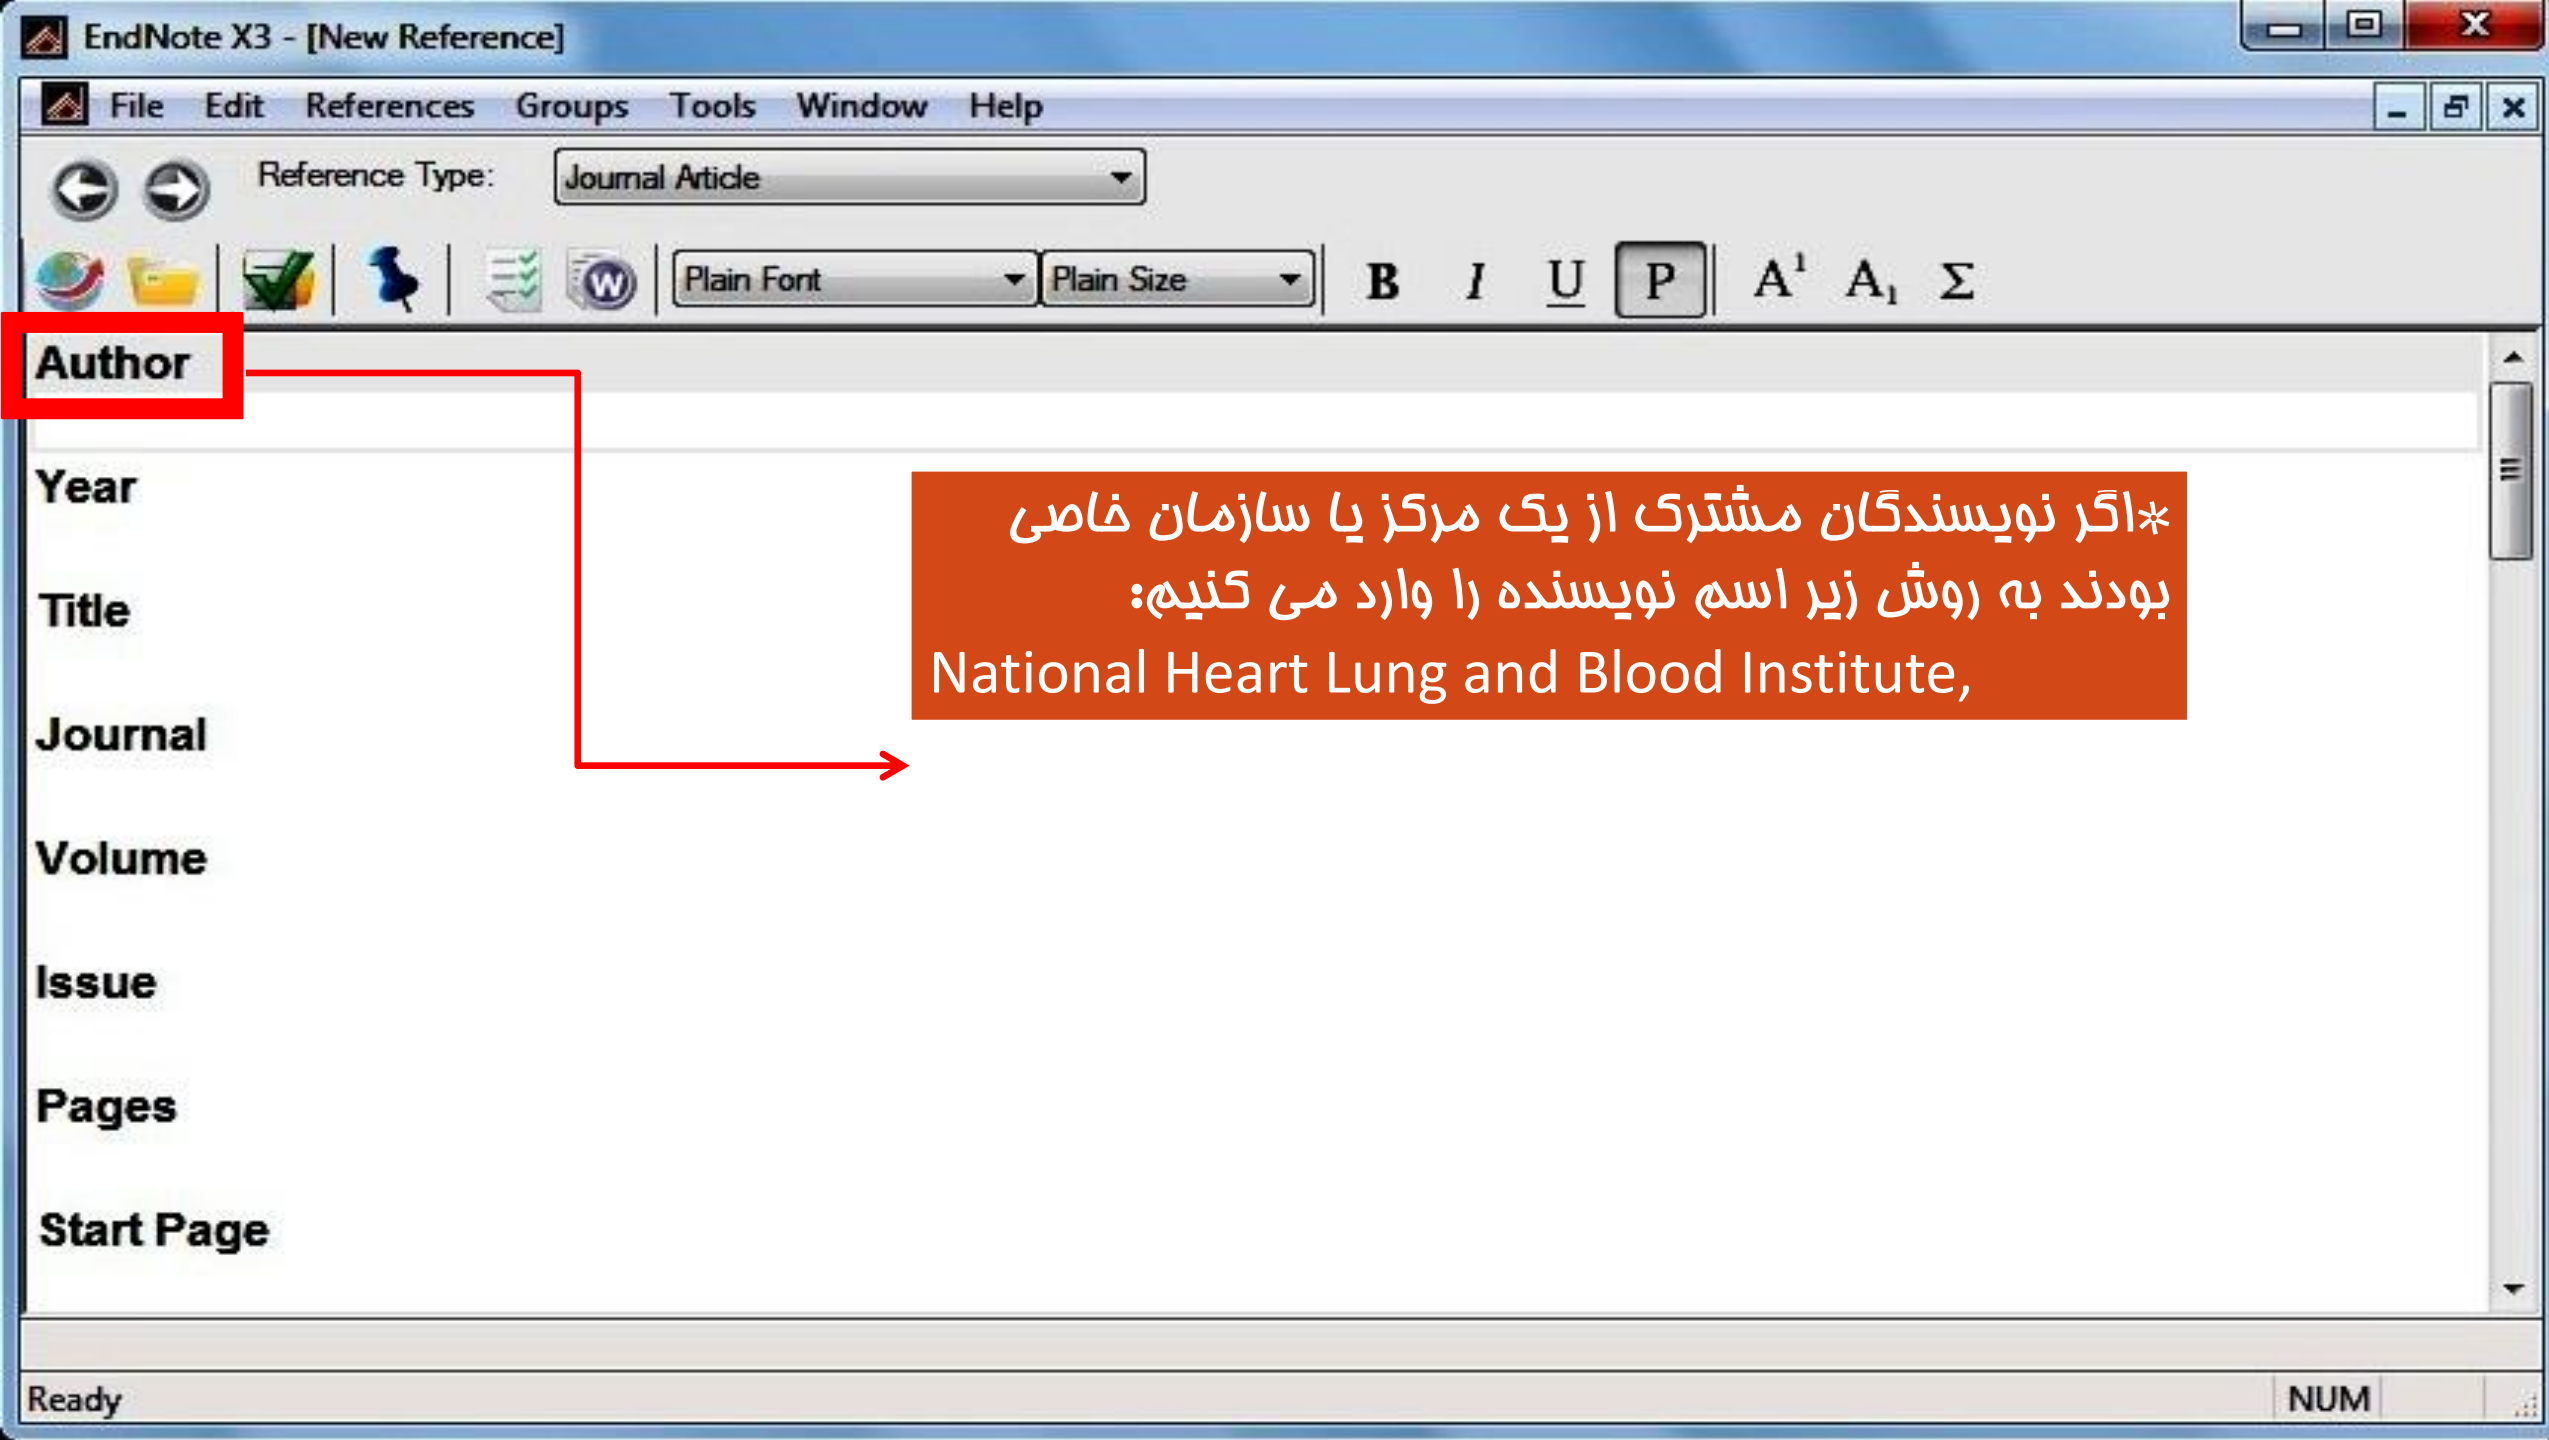 EndNote X3 - [New Reference]
File Edit References Groups Tools Window Help
Reference Type: Journal Article
Plain Font Plain Size B I U P A¹ A₁ Σ
Author
Year
*اگر نویسندگان مشترک از یک مرکز یا سازمان خاصی
بودند به روش زیر اسم نویسنده را وارد می کنیم:
National Heart Lung and Blood Institute,
Title
Journal
Volume
Issue
Pages
Start Page
Ready NUM